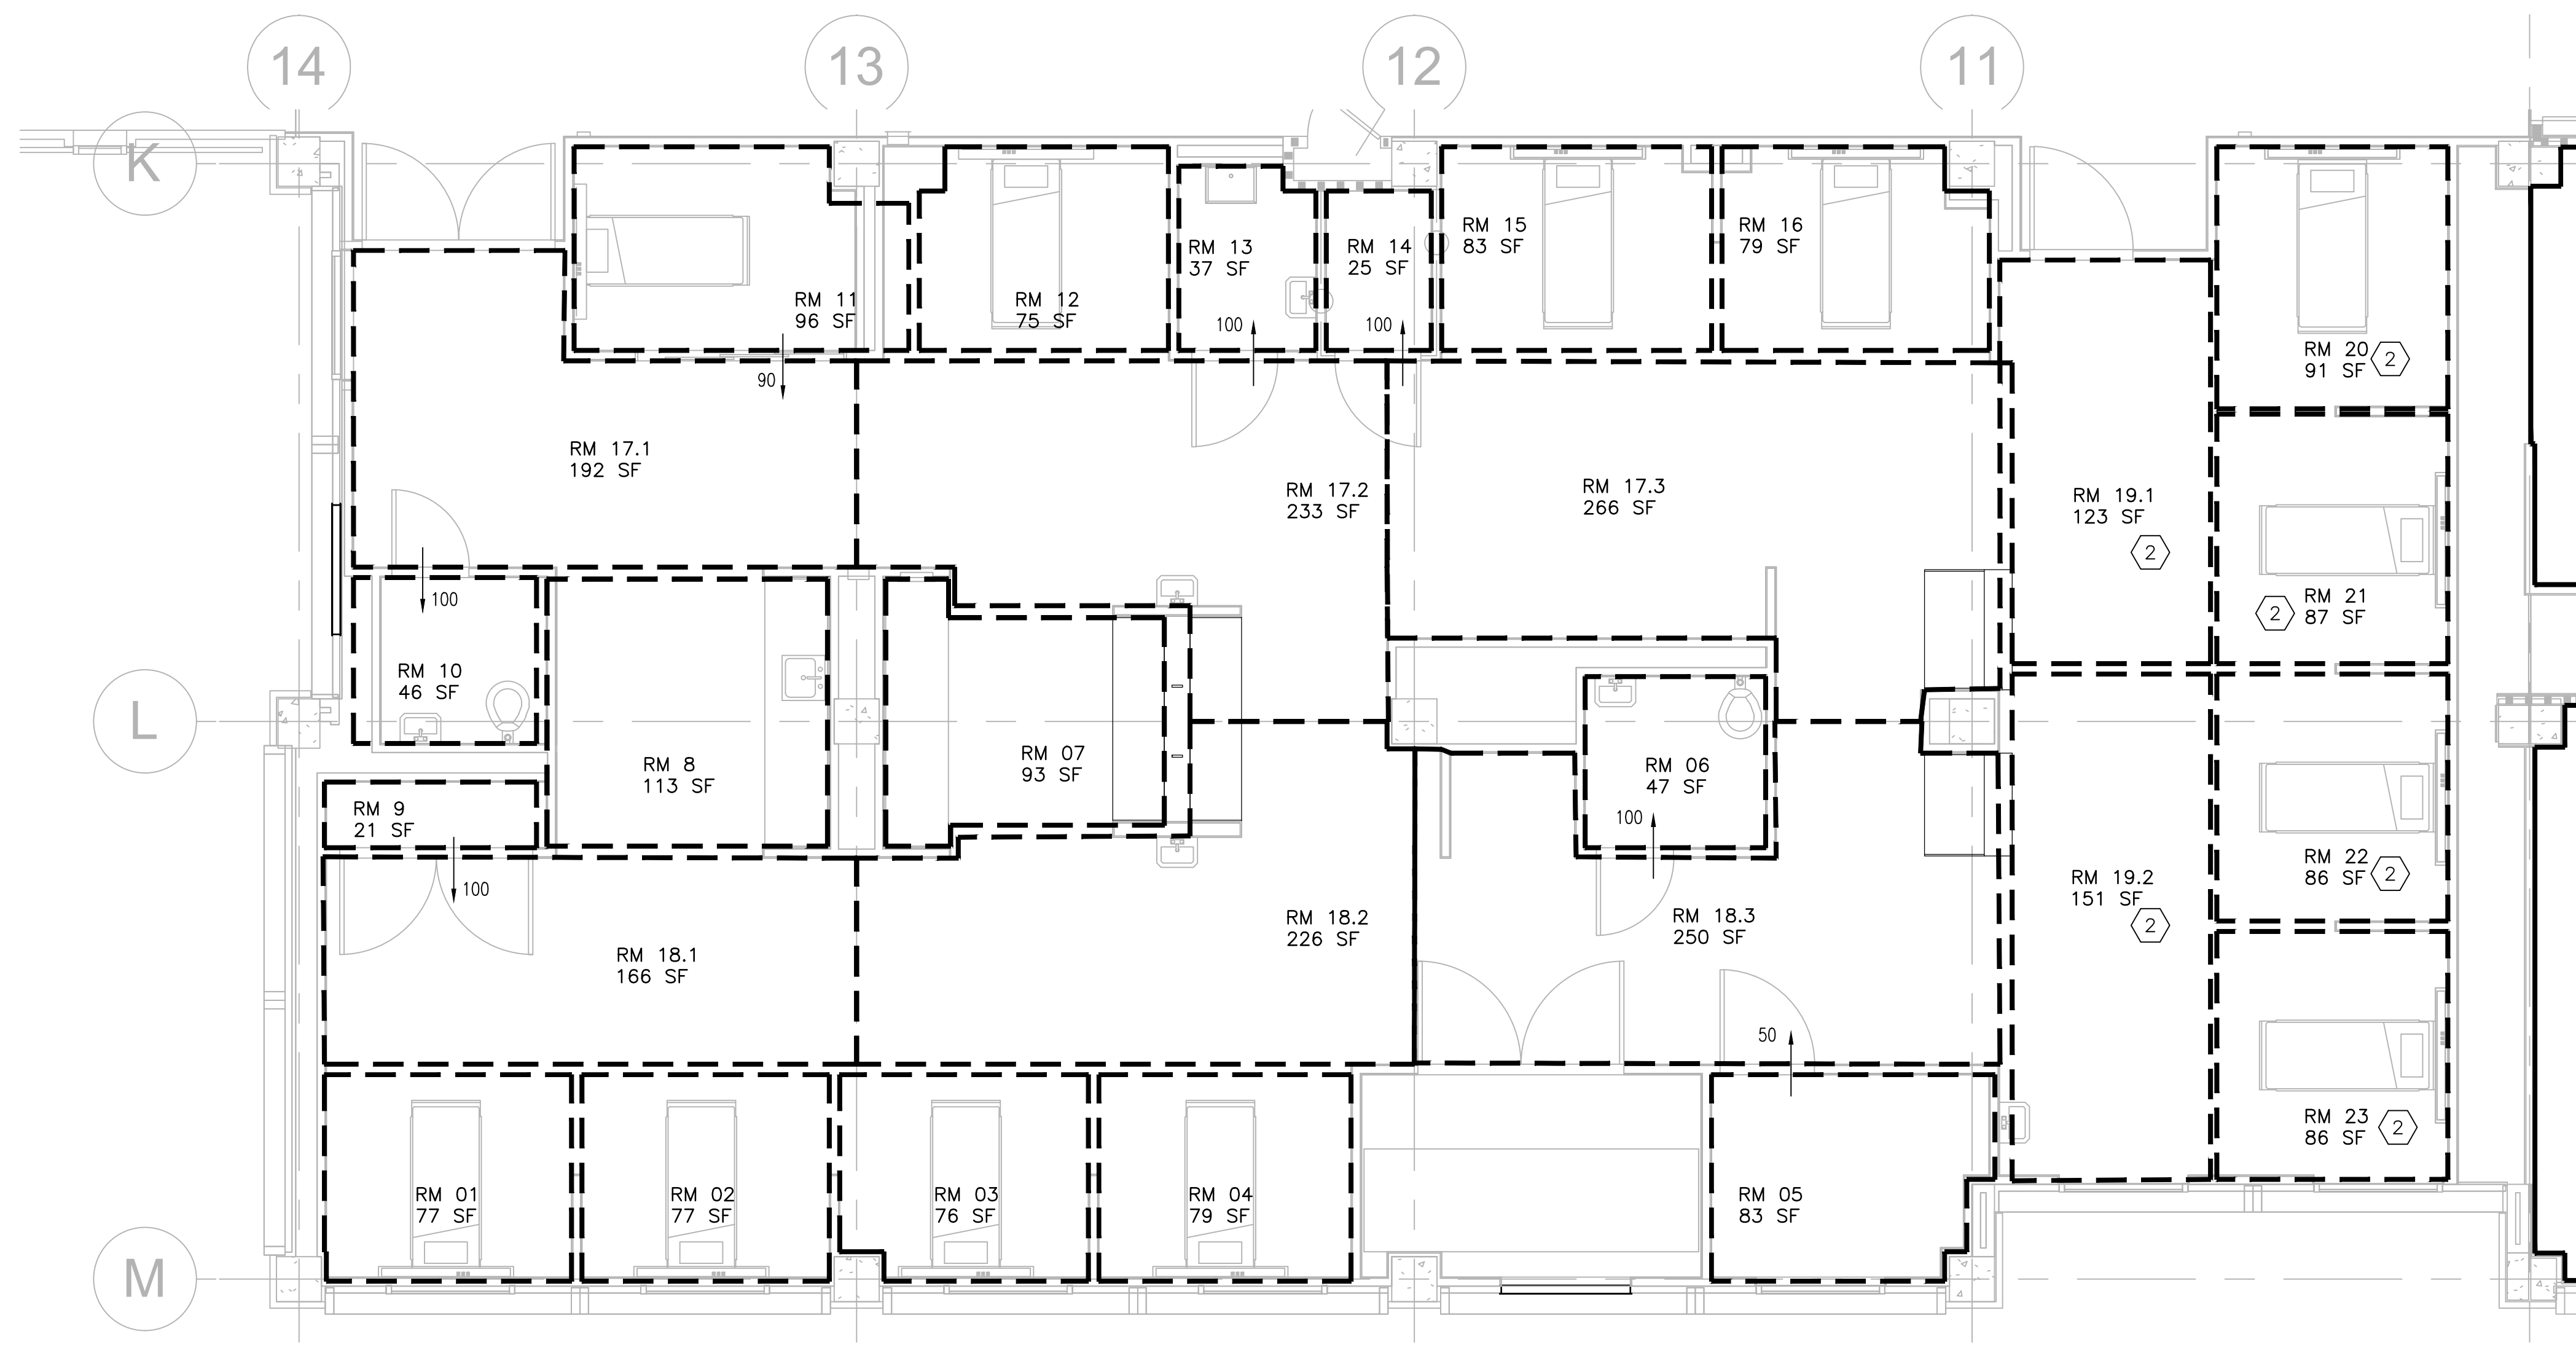 14
13
12
11
K
RM 15
83 SF
RM 16
79 SF
RM 13
37 SF
RM 14
25 SF
RM 11
96 SF
RM 12
75 SF
100
100
90
RM 20
91 SF
2
RM 17.1
192 SF
RM 17.2
233 SF
RM 17.3
266 SF
RM 19.1
123 SF
2
100
RM 21
87 SF
2
RM 10
46 SF
L
RM 8
113 SF
RM 07
93 SF
RM 06
47 SF
100
RM 9
21 SF
100
RM 22
86 SF
2
RM 19.2
151 SF
2
RM 18.1
166 SF
RM 18.2
226 SF
RM 18.3
250 SF
50
RM 23
86 SF
2
RM 01
77 SF
RM 02
77 SF
RM 03
76 SF
RM 04
79 SF
RM 05
83 SF
M